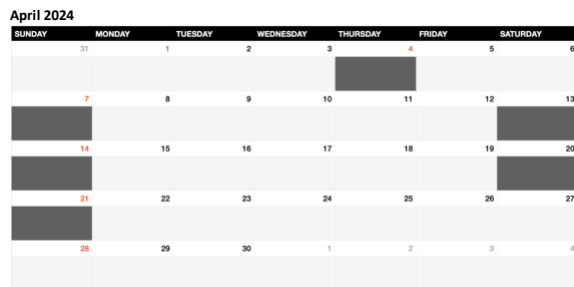 April 2024
SUNDAY MONDAY TUESDAY WEDNESDAY THURSDAY FRIDAY SATURDAY
31 1 2 3 4 5 6
7 8 9 10 11 12 13
14 15 16 17 18 19 20
21 22 23 24 25 26 27
28 29 30 1 2 3 4